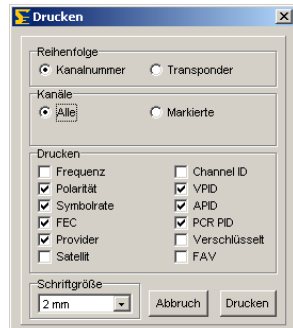 Drucken
Reihenfolge
Kanalnummer Transponder
Kanäle
Alle Markierte
Drucken
Frequenz Channel ID
Polarität VPID
Symbolrate APID
FEC PCR PID
Provider Verschlüsselt
Satellit FAV
Schriftgröße
2 mm Abbruch Drucken